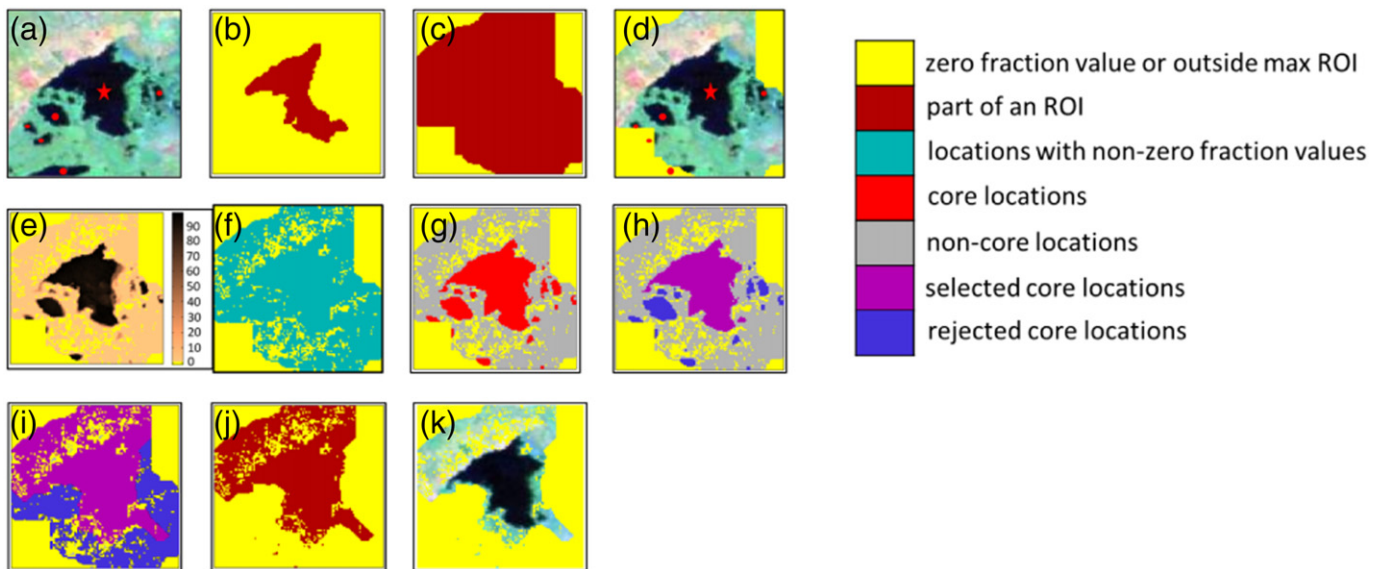 (a)
(b)
(c)
(d)
(e)
90
80
70
60
50
40
30
20
10
0
(f)
(g)
(h)
(i)
(j)
(k)
zero fraction value or outside max ROI
part of an ROI
locations with non-zero fraction values
core locations
non-core locations
selected core locations
rejected core locations